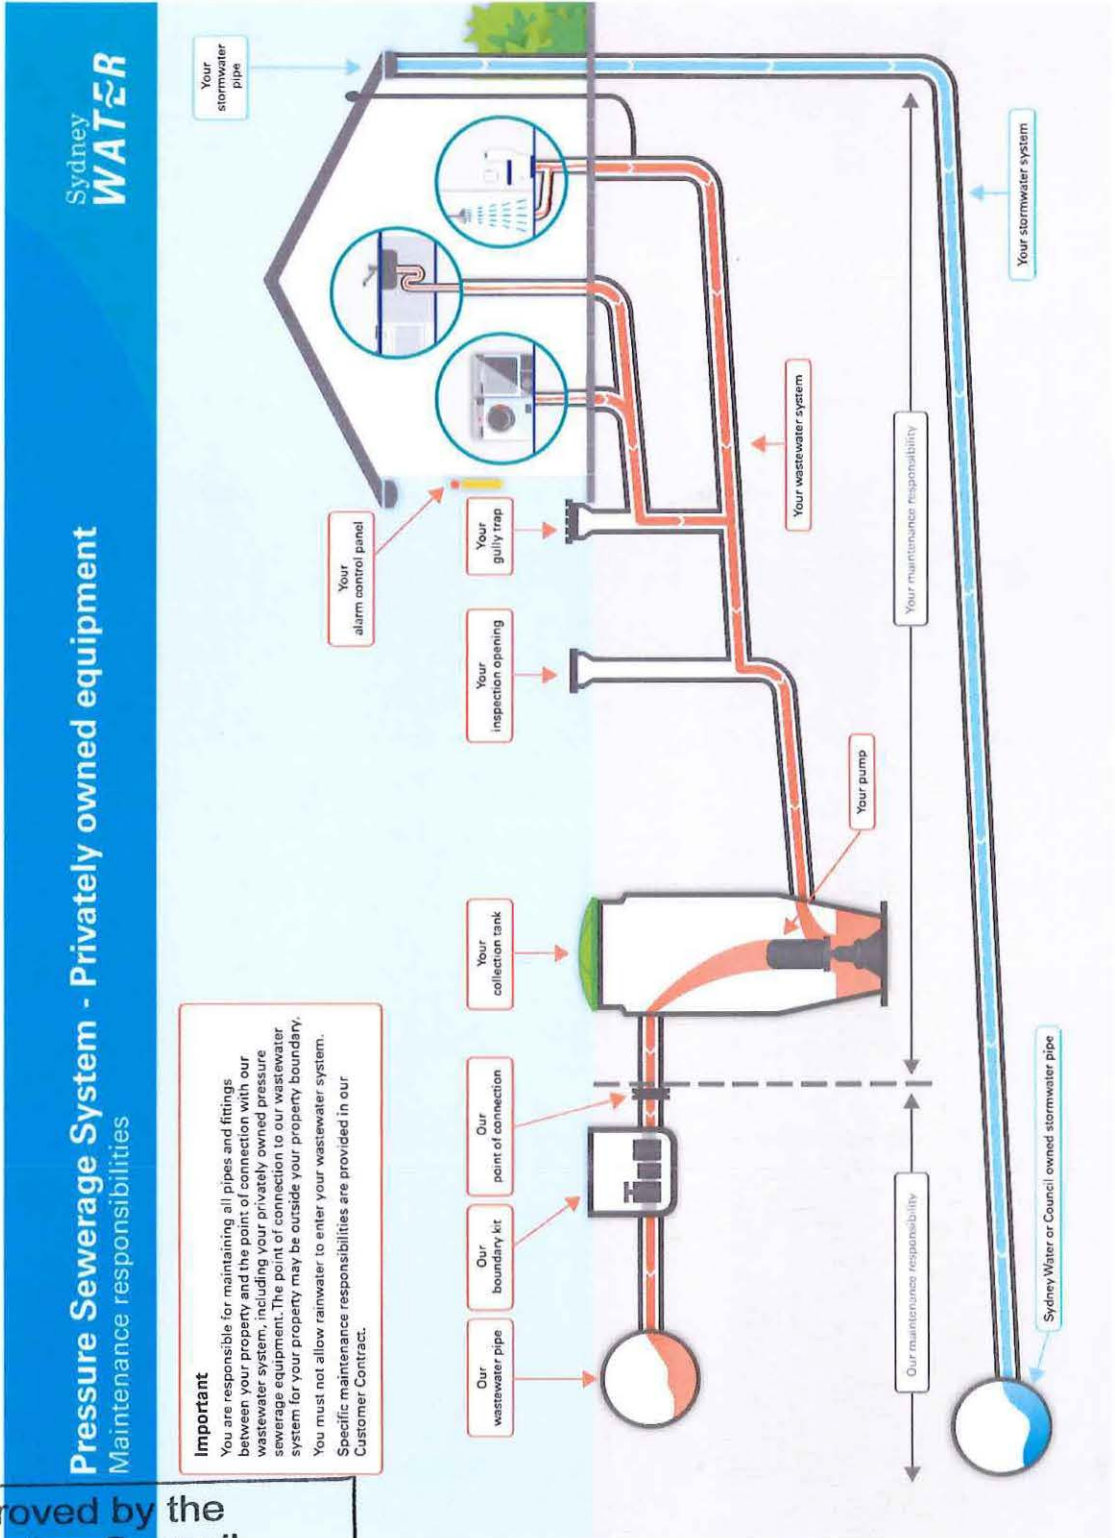 Pressure Sewerage System - Privately owned equipment
Maintenance responsibilities
Sydney
WATER
Important
You are responsible for maintaining all pipes and fittings
between your property and the point of connection with our
wastewater system, including your privately owned pressure
sewerage equipment. The point of connection to our wastewater
system for your property may be outside your property boundary.
You must not allow rainwater to enter your wastewater system.
Specific maintenance responsibilities are provided in our
Customer Contract.
Your
stormwater
pipe
Your
alarm control panel
Our
wastewater pipe
Our
boundary kit
Our
point of connection
Your
collection tank
Your
inspection opening
Your
gully trap
Your pump
Your wastewater system
Our maintenance responsibility
Your maintenance responsibility
Your stormwater system
Sydney Water or Council owned stormwater pipe
by the